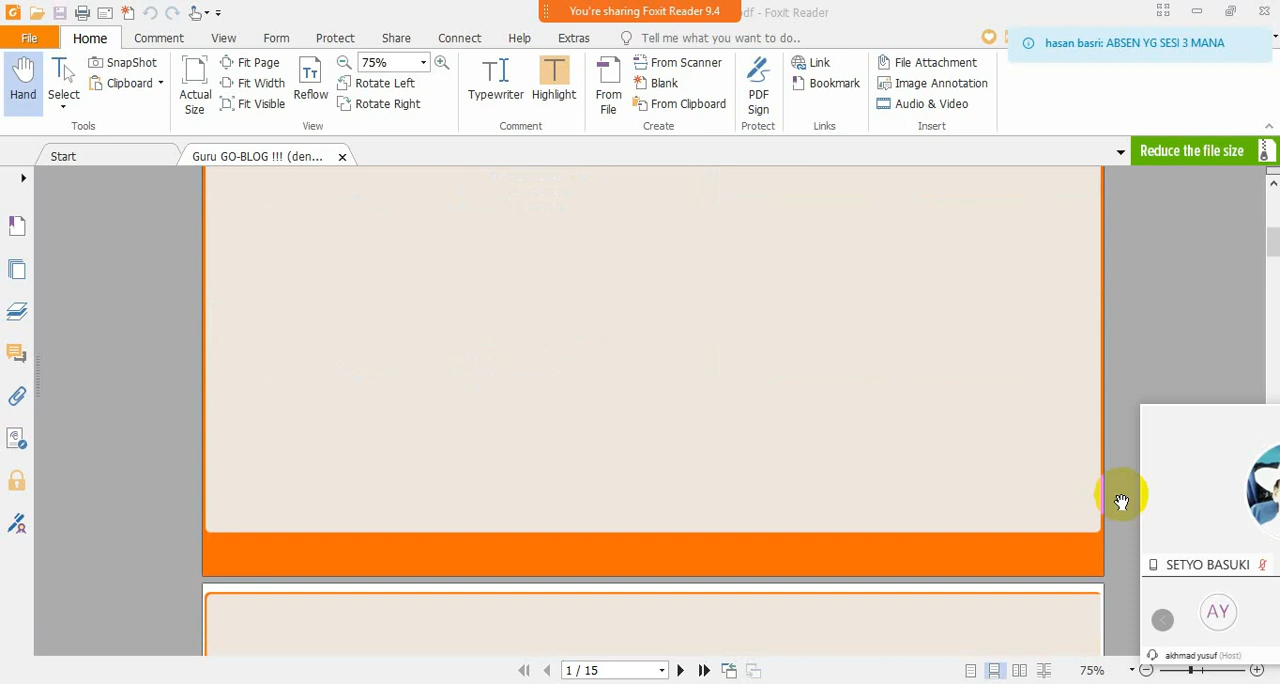 You're sharing Foxit Reader 9.4
df - Foxit Reader
File Home Comment View Form Protect Share Connect Help Extras Tell me what you want to do..
hasan basri: ABSEN YG SESI 3 MANA
Hand
Select
SnapShot
Clipboard
Tools
Actual Size
Fit Page
Fit Width
Fit Visible
Reflow
75%
Rotate Left
Rotate Right
View
Typewriter
Highlight
Comment
From File
From Scanner
Blank
From Clipboard
Create
PDF Sign
Protect
Link
Bookmark
Links
File Attachment
Image Annotation
Audio & Video
Insert
Start
Guru GO-BLOG !!! (den...
Reduce the file size
SETYO BASUKI
AY
akhmad yusuf (Host)
1 / 15
75%